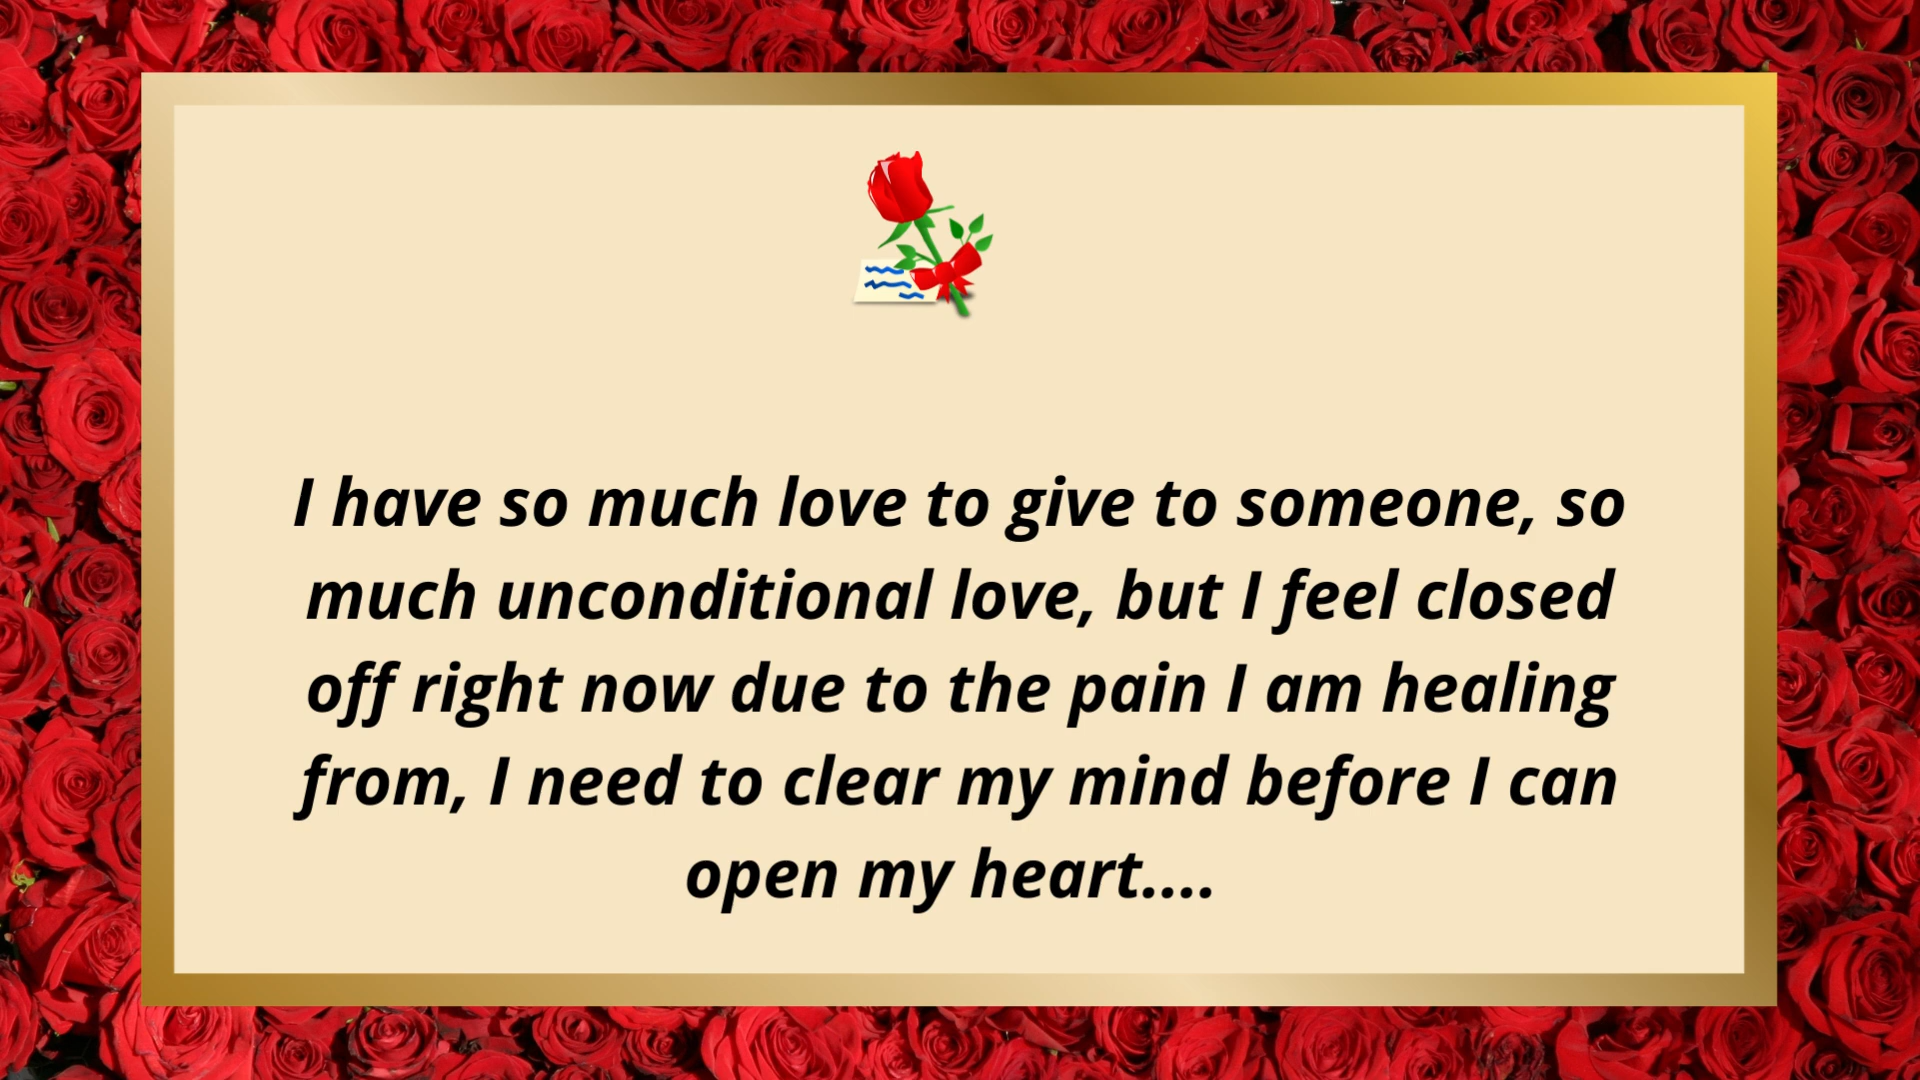 I have so much love to give to someone, so
much unconditional love, but I feel closed
off right now due to the pain I am healing
from, I need to clear my mind before I can
open my heart....